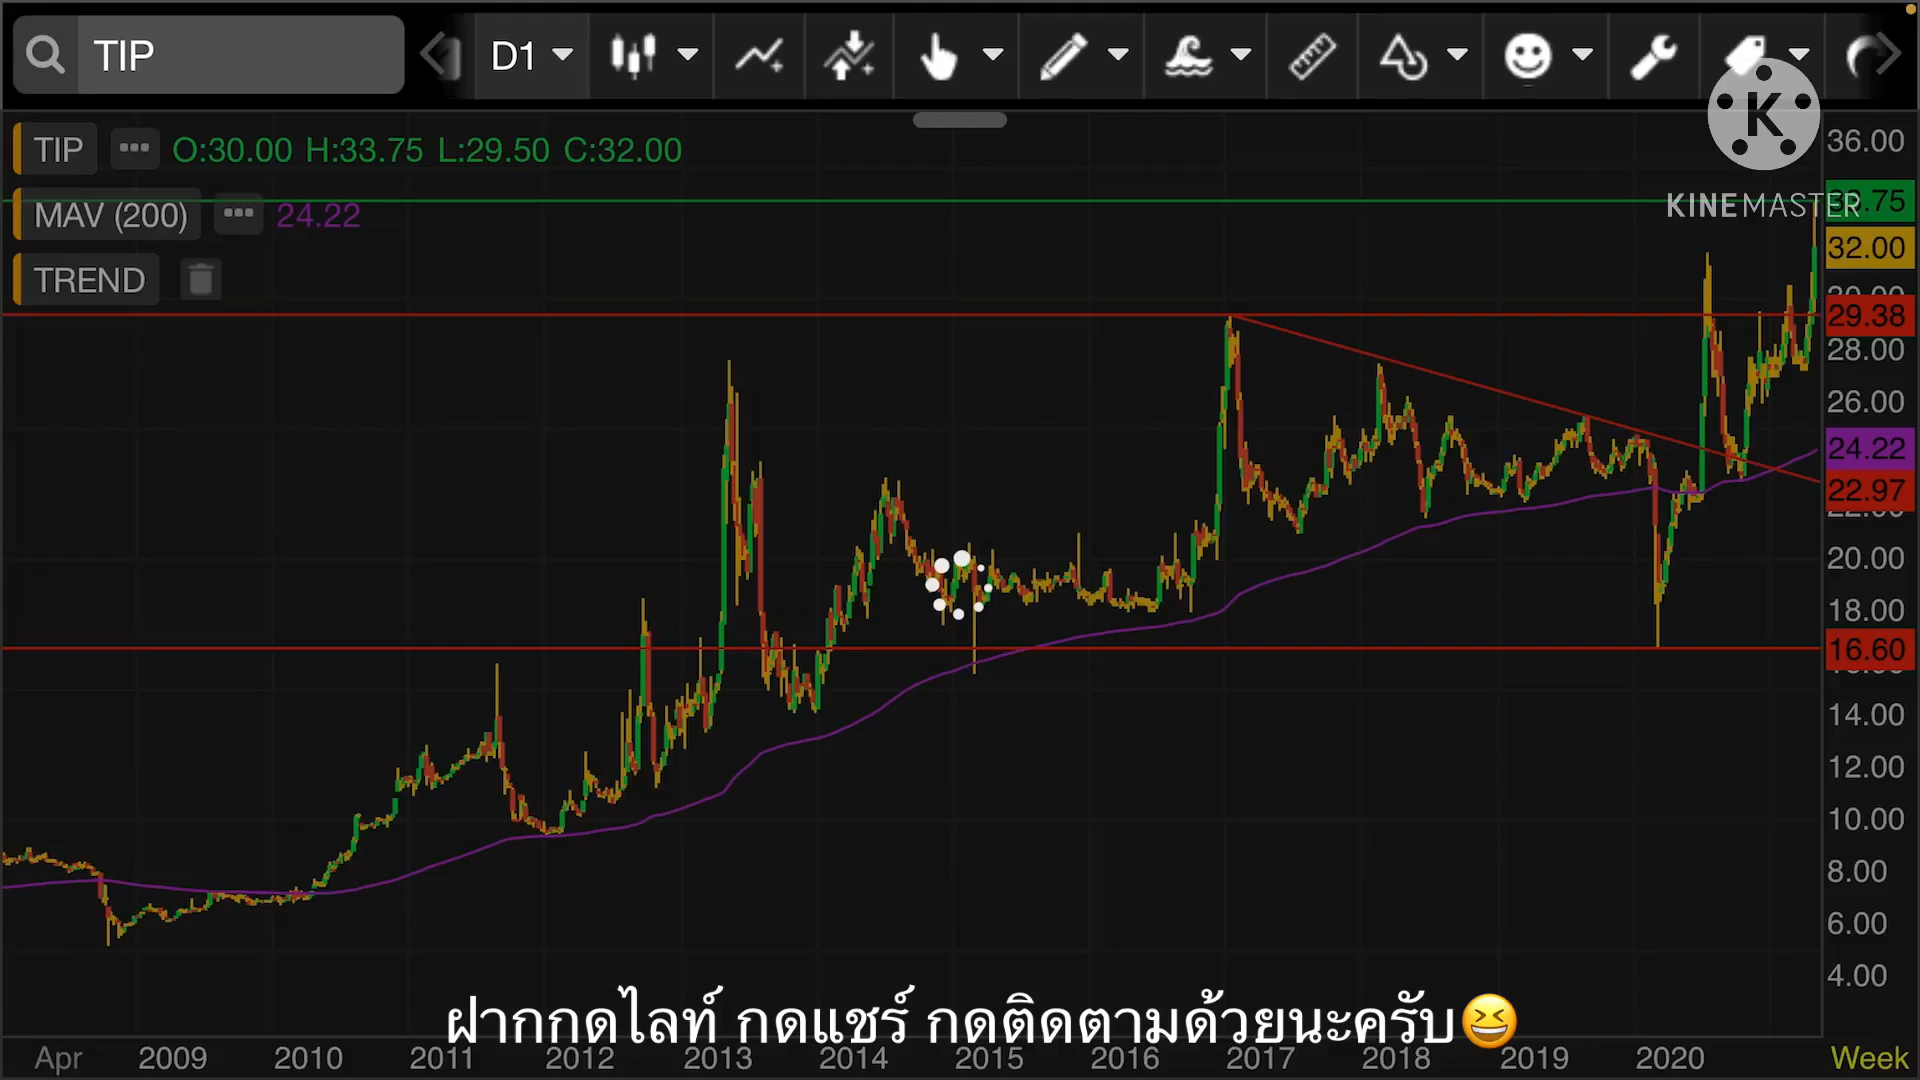 TIP D1
K
TIP O:30.00 H:33.75 L:29.50 C:32.00
36.00
KINEMASTER
MAV (200) 24.22
32.00
TREND
29.38
28.00
26.00
24.22
22.97
20.00
18.00
16.60
14.00
12.00
10.00
8.00
6.00
4.00
ฝากกดไลท์ กดแชร์ กดติดตามด้วยนะครับ😆
Apr 2009 2010 2011 2012 2013 2014 2015 2016 2017 2018 2019 2020 Week